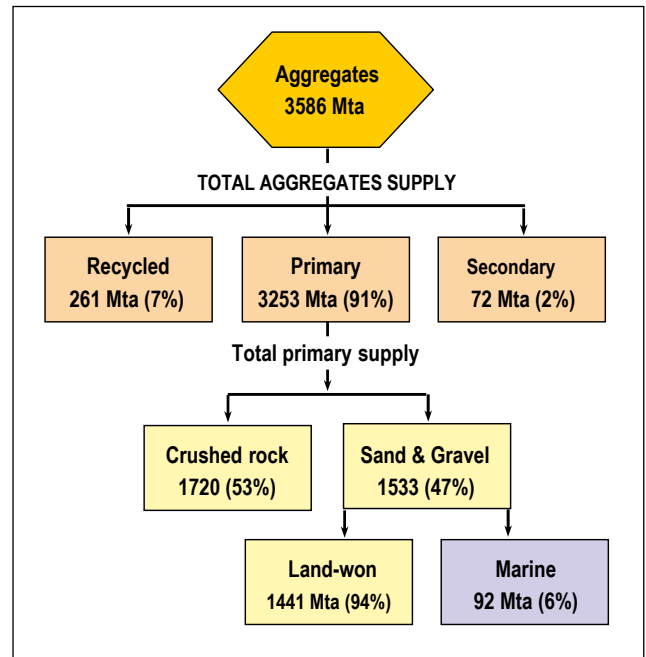 Aggregates
3586 Mta
TOTAL AGGREGATES SUPPLY
Recycled
261 Mta (7%)
Primary
3253 Mta (91%)
Secondary
72 Mta (2%)
Total primary supply
Crushed rock
1720 (53%)
Sand & Gravel
1533 (47%)
Land-won
1441 Mta (94%)
Marine
92 Mta (6%)